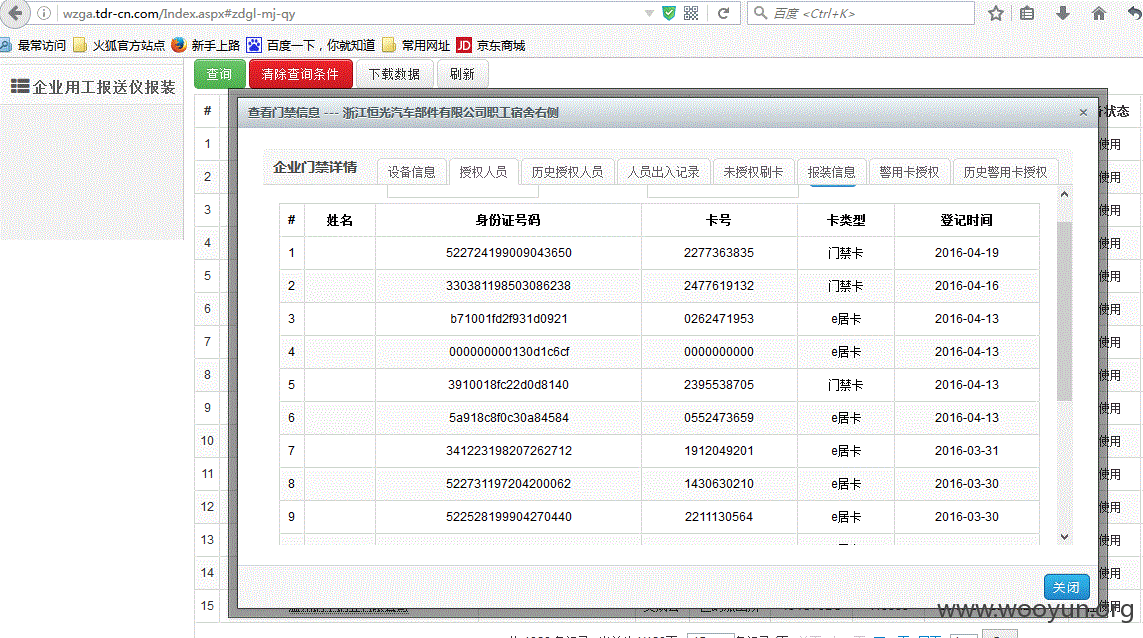 wzga.tdr-cn.com/Index.aspx#zdgl-mj-qy
百度 <Ctrl+K>
最常访问 火狐官方站点 新手上路 百度一下，你就知道 常用网址 JD 京东商城
企业用工报送仪报装
查询 清除查询条件 下载数据 刷新
查看门禁信息 --- 浙江恒光汽车部件有限公司职工宿舍右侧 ×
企业门禁详情 设备信息 授权人员 历史授权人员 人员出入记录 未授权刷卡 报装信息 警用卡授权 历史警用卡授权
# 姓名 身份证号码 卡号 卡类型 登记时间
1 522724199009043650 2277363835 门禁卡 2016-04-19
2 330381198503086238 2477619132 门禁卡 2016-04-16
3 b71001fd2f931d0921 0262471953 e居卡 2016-04-13
4 000000000130d1c6cf 0000000000 e居卡 2016-04-13
5 3910018fc22d0d8140 2395538705 门禁卡 2016-04-13
6 5a918c8f0c30a84584 0552473659 e居卡 2016-04-13
7 341223198207262712 1912049201 e居卡 2016-03-31
8 522731197204200062 1430630210 e居卡 2016-03-30
9 522528199904270440 2211130564 e居卡 2016-03-30
关闭
# 状态
1 使用
2 使用
3 使用
4 使用
5 使用
6 使用
7 使用
8 使用
9 使用
10 使用
11 使用
12 使用
13 使用
14 使用
15
www.wooyun.org